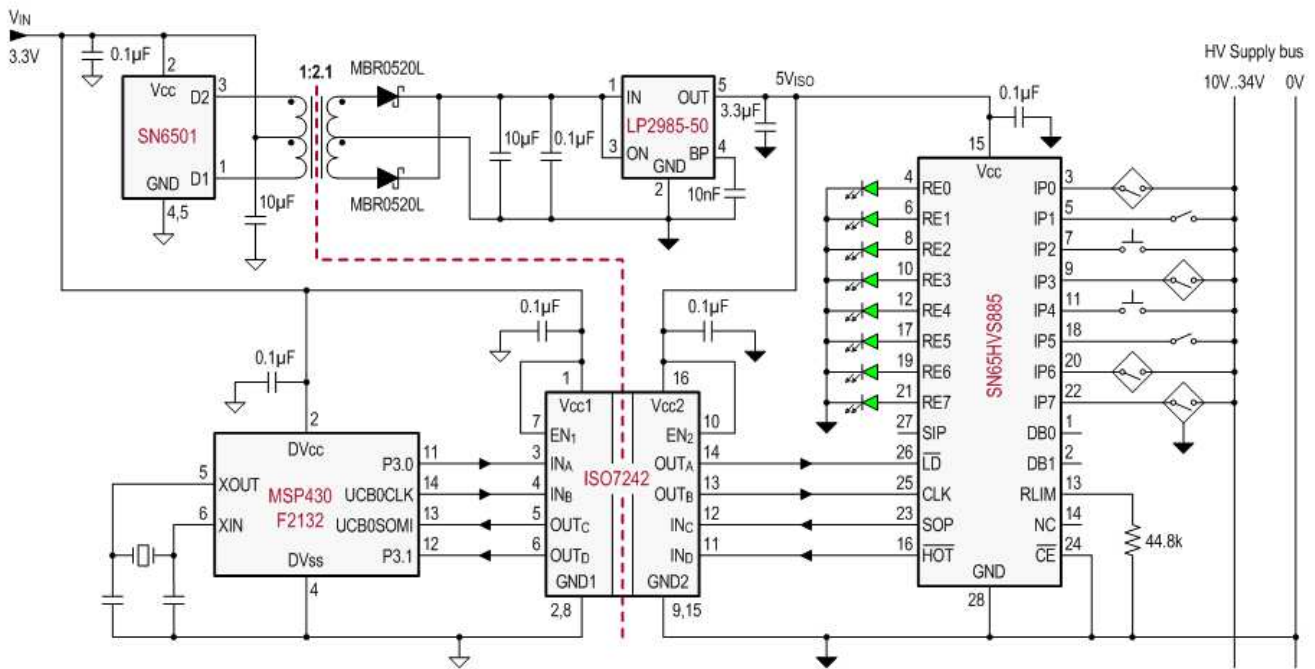 VIN
3.3V
0.1µF
2
Vcc
3
D2
SN6501
1
D1
GND
4,5
10µF
1:2.1
MBR0520L
MBR0520L
10µF
0.1µF
1
IN
OUT
5
LP2985-50
3
ON
BP
4
GND
2
10nF
3.3µF
5VISO
0.1µF
HV Supply bus
10V..34V
0V
15
Vcc
SN65HVS885
4
RE0
IP0
3
6
RE1
IP1
5
8
RE2
IP2
7
10
RE3
IP3
9
12
RE4
IP4
11
17
RE5
IP5
18
19
RE6
IP6
20
21
RE7
IP7
22
27
SIP
DB0
1
26
LD
DB1
2
25
CLK
RLIM
13
23
SOP
NC
14
16
HOT
CE
24
GND
28
44.8k
0.1µF
0.1µF
0.1µF
2
DVcc
5
XOUT
MSP430
F2132
6
XIN
P3.0
11
UCB0CLK
14
UCB0SOMI
13
P3.1
12
DVss
4
1
16
Vcc1
Vcc2
7
EN1
EN2
10
3
INA
OUTA
14
ISO7242
4
INB
OUTB
13
5
OUTC
INC
12
6
OUTD
IND
11
GND1
GND2
2,8
9,15